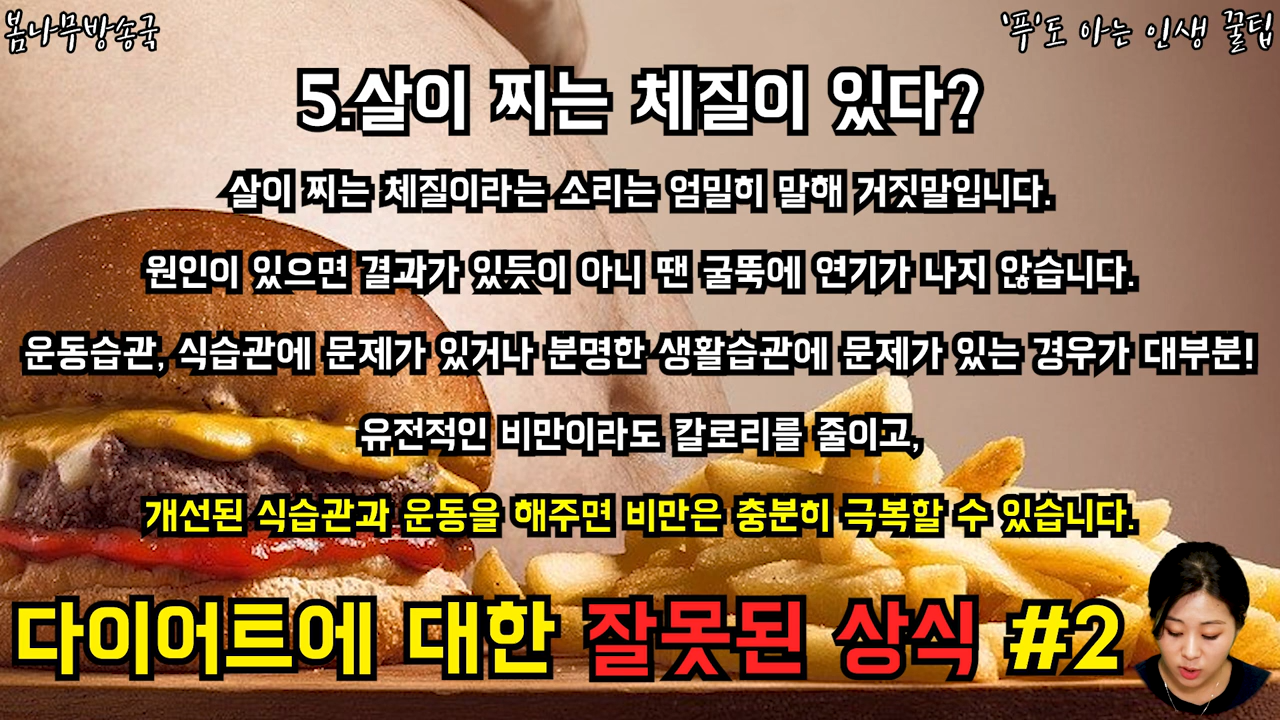 봄나무방송국
'푸'도 아는 인생 꿀팁
5.살이 찌는 체질이 있다?
살이 찌는 체질이라는 소리는 엄밀히 말해 거짓말입니다.
원인이 있으면 결과가 있듯이 아니 땐 굴뚝에 연기가 나지 않습니다.
운동습관, 식습관에 문제가 있거나 분명한 생활습관에 문제가 있는 경우가 대부분!
유전적인 비만이라도 칼로리를 줄이고,
개선된 식습관과 운동을 해주면 비만은 충분히 극복할 수 있습니다.
다이어트에 대한 잘못된 상식 #2